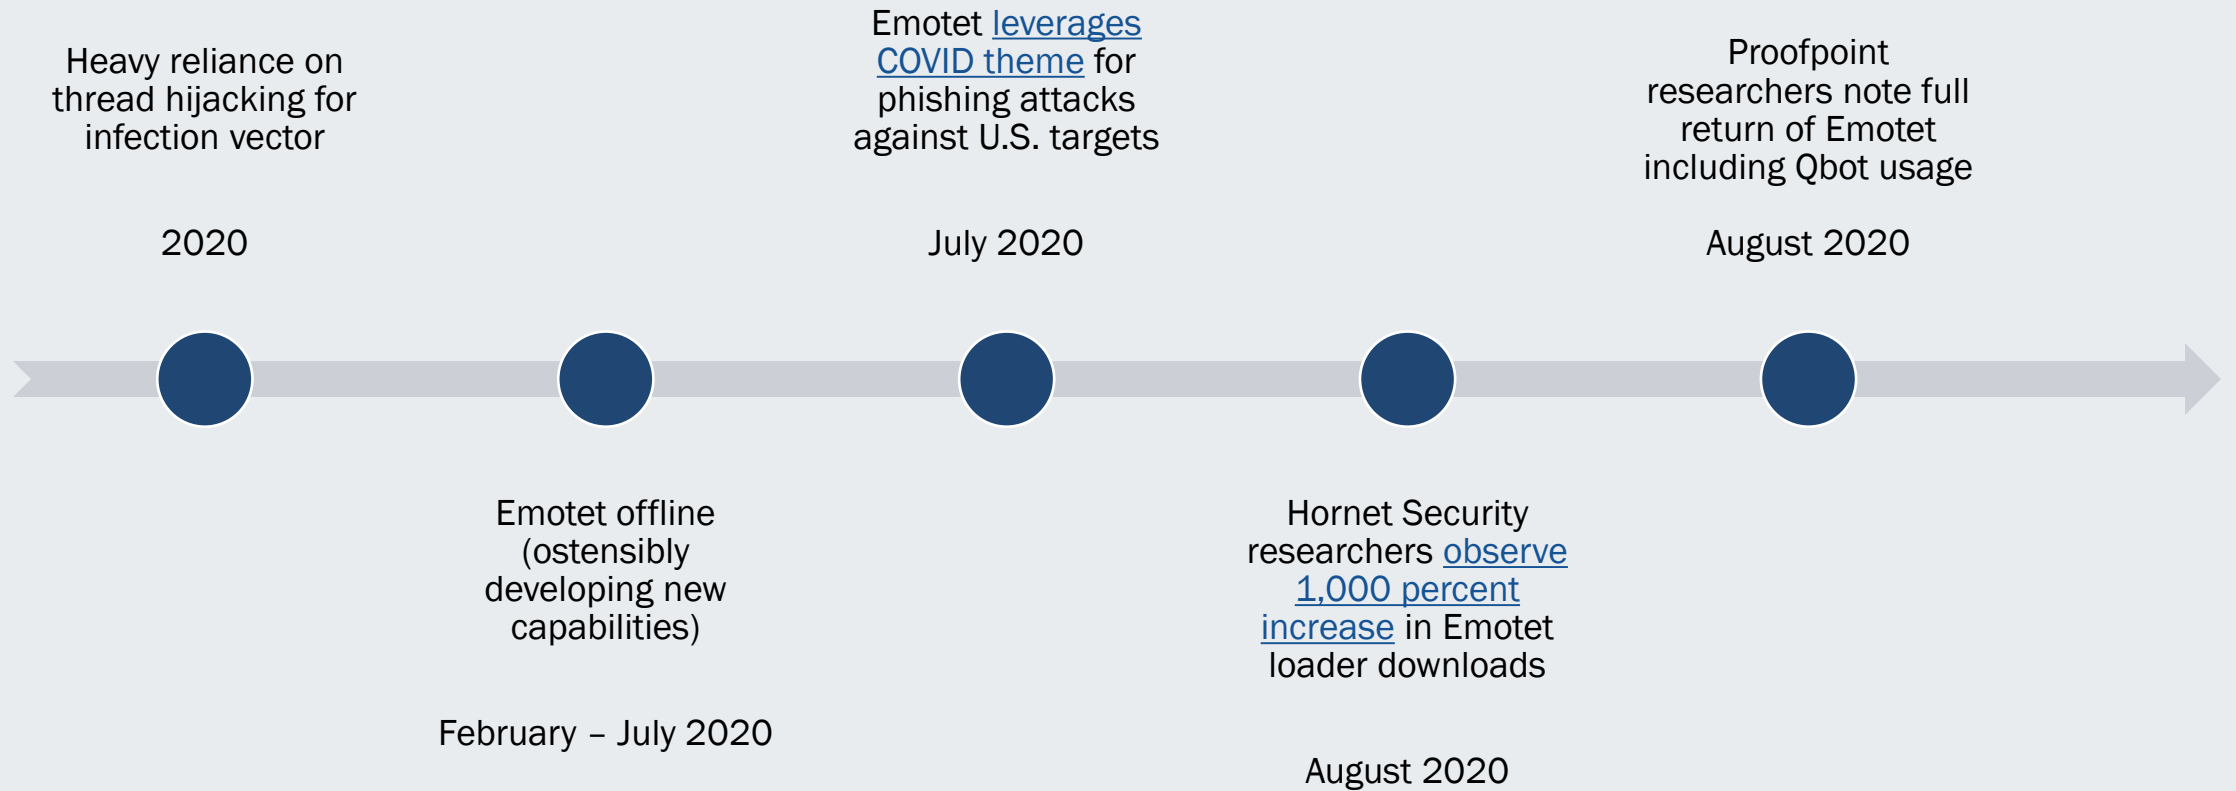 Heavy reliance on
thread hijacking for
infection vector
2020
Emotet offline
(ostensibly
developing new
capabilities)
February – July 2020
Emotet leverages
COVID theme for
phishing attacks
against U.S. targets
July 2020
Hornet Security
researchers observe
1,000 percent
increase in Emotet
loader downloads
August 2020
Proofpoint
researchers note full
return of Emotet
including Qbot usage
August 2020